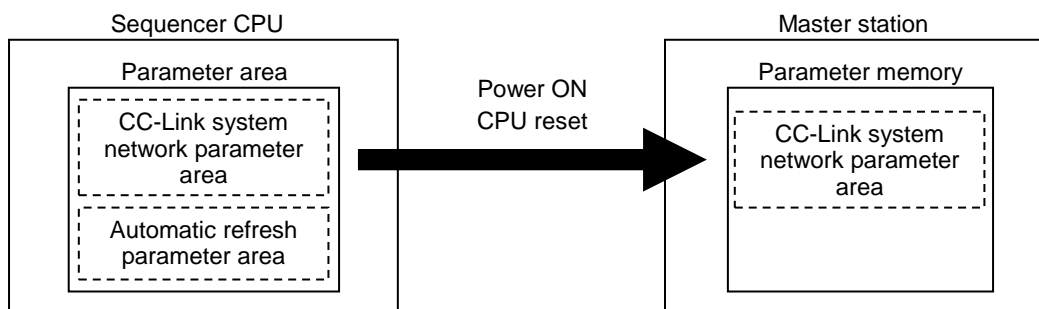 Sequencer CPU
Parameter area
CC-Link system
network parameter
area
Automatic refresh
parameter area
Power ON
CPU reset
Master station
Parameter memory
CC-Link system
network parameter
area